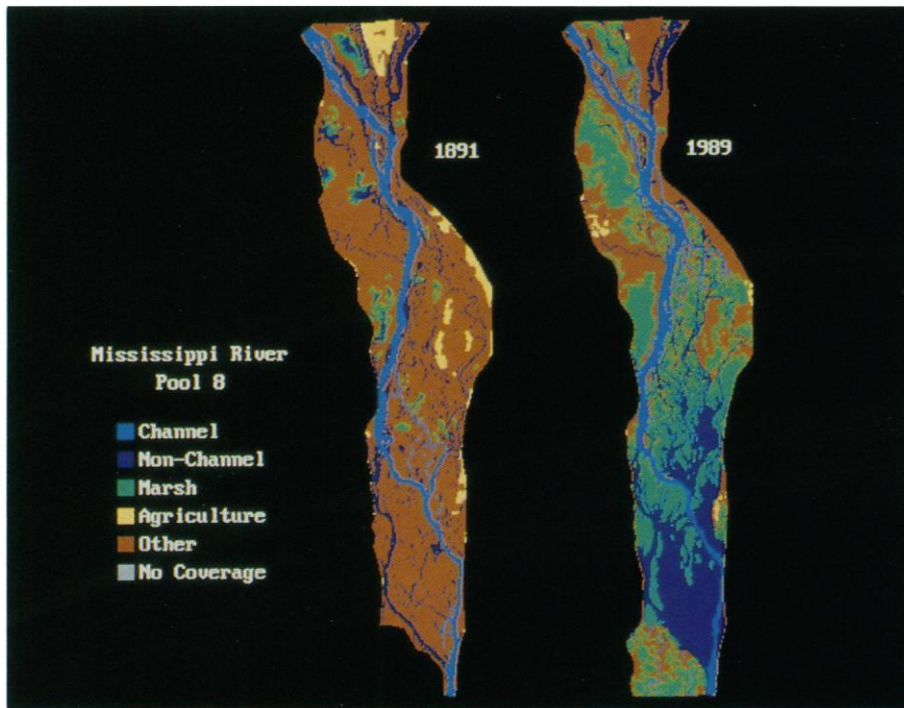 1891
1989
Mississippi River
Pool 8
Channel
Non-Channel
Marsh
Agriculture
Other
No Coverage